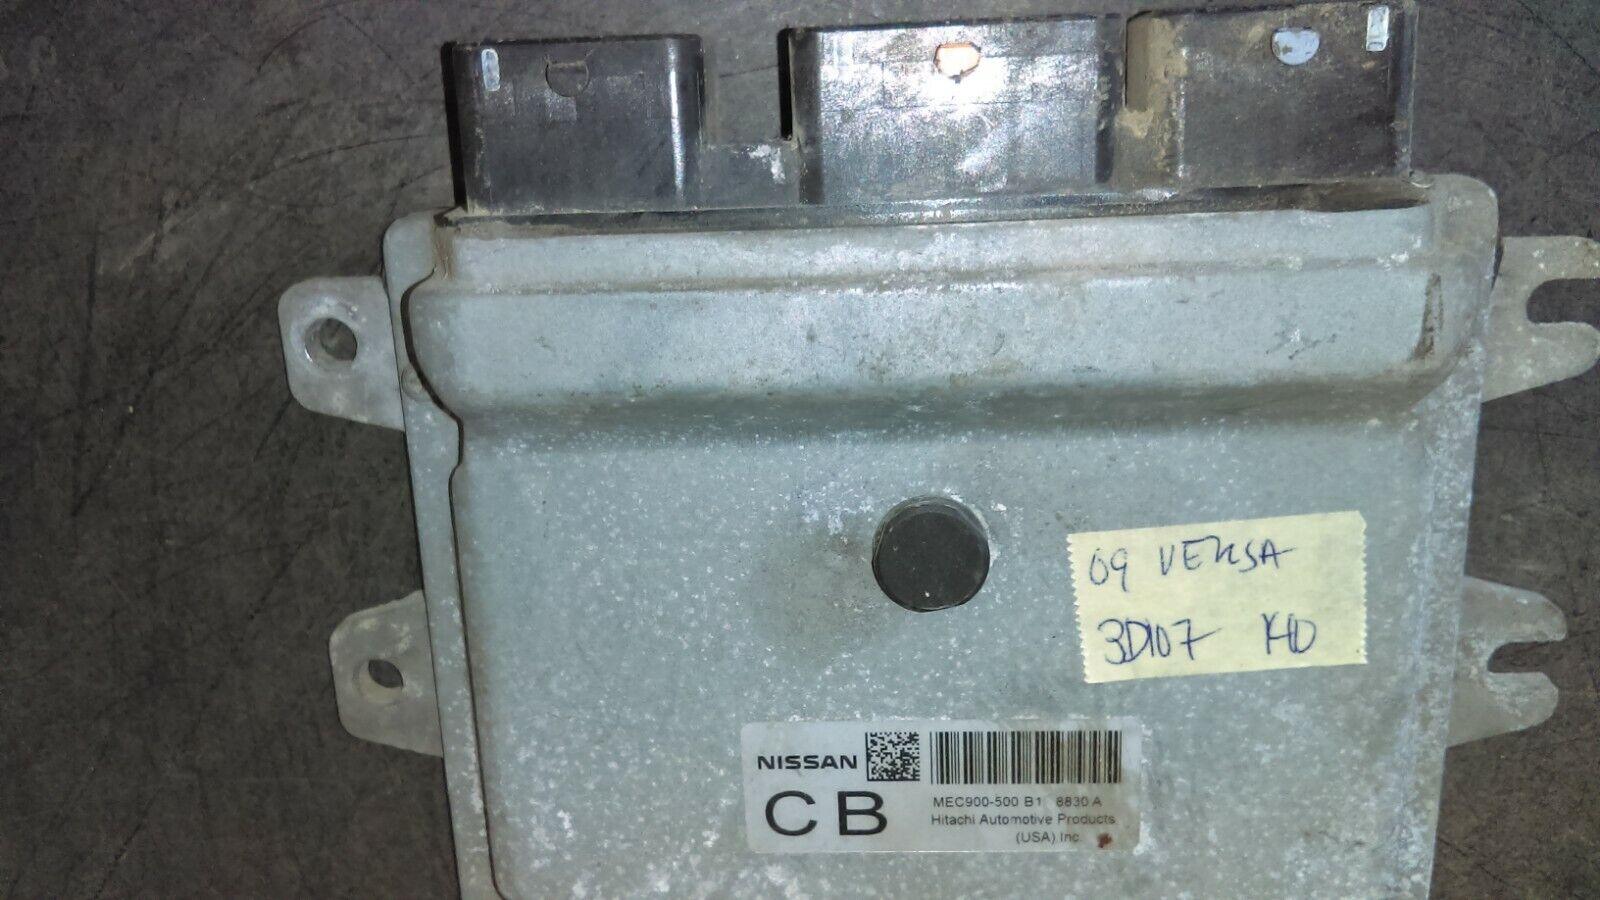 09 VERSA
3D107 KD
NISSAN
CB
MEC900-500 B1 8830 A
Hitachi Automotive Products
(USA) Inc.